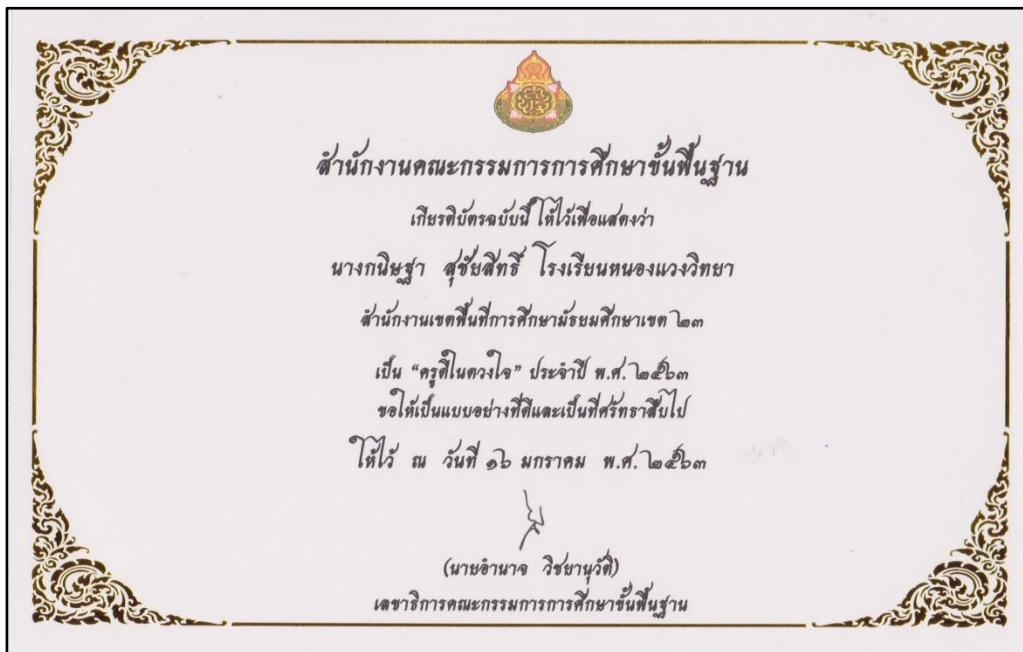 สำนักงานคณะกรรมการการศึกษาขั้นพื้นฐาน
เกียรติบัตรฉบับนี้ ให้ไว้เพื่อแสดงว่า
นางกนิษฐา สุชัยสิทธิ์ โรงเรียนหนองแวงวิทยา
สำนักงานเขตพื้นที่การศึกษามัธยมศึกษาเขต ๒๓
เป็น “ครูดีในดวงใจ” ประจำปี พ.ศ. ๒๕๖๓
ขอให้เป็นแบบอย่างที่ดีและเป็นที่ศรัทธาสืบไป
ให้ไว้ ณ วันที่ ๑๖ มกราคม พ.ศ. ๒๕๖๓
(นายอำนาจ วิชยานุวัติ)
เลขาธิการคณะกรรมการการศึกษาขั้นพื้นฐาน